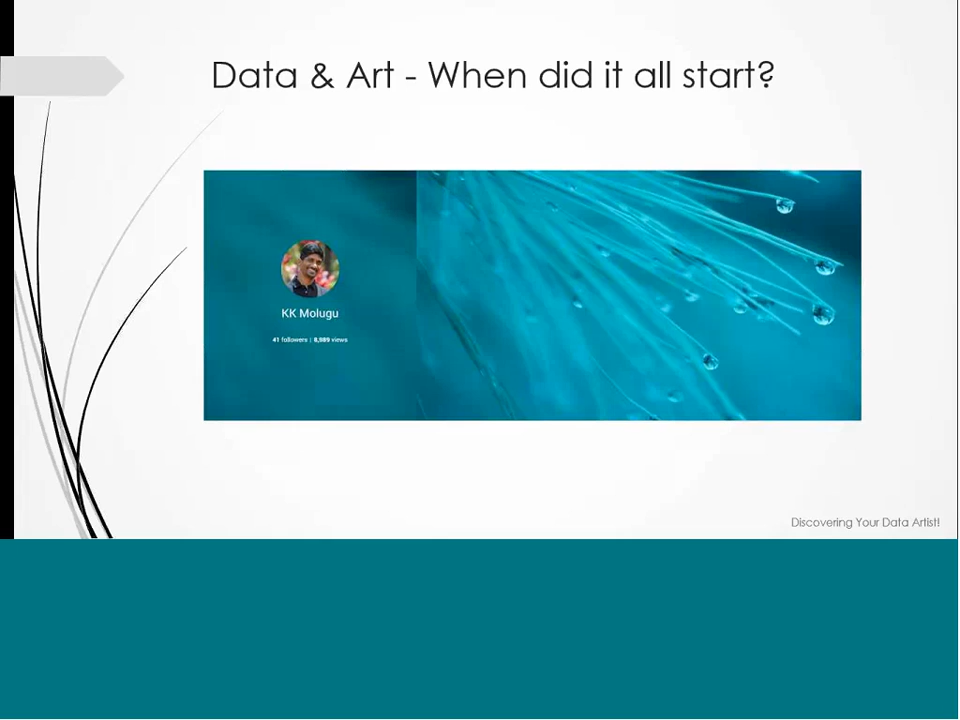 Data & Art - When did it all start?
KK Molugu
41 followers | 8,989 views
Discovering Your Data Artist!